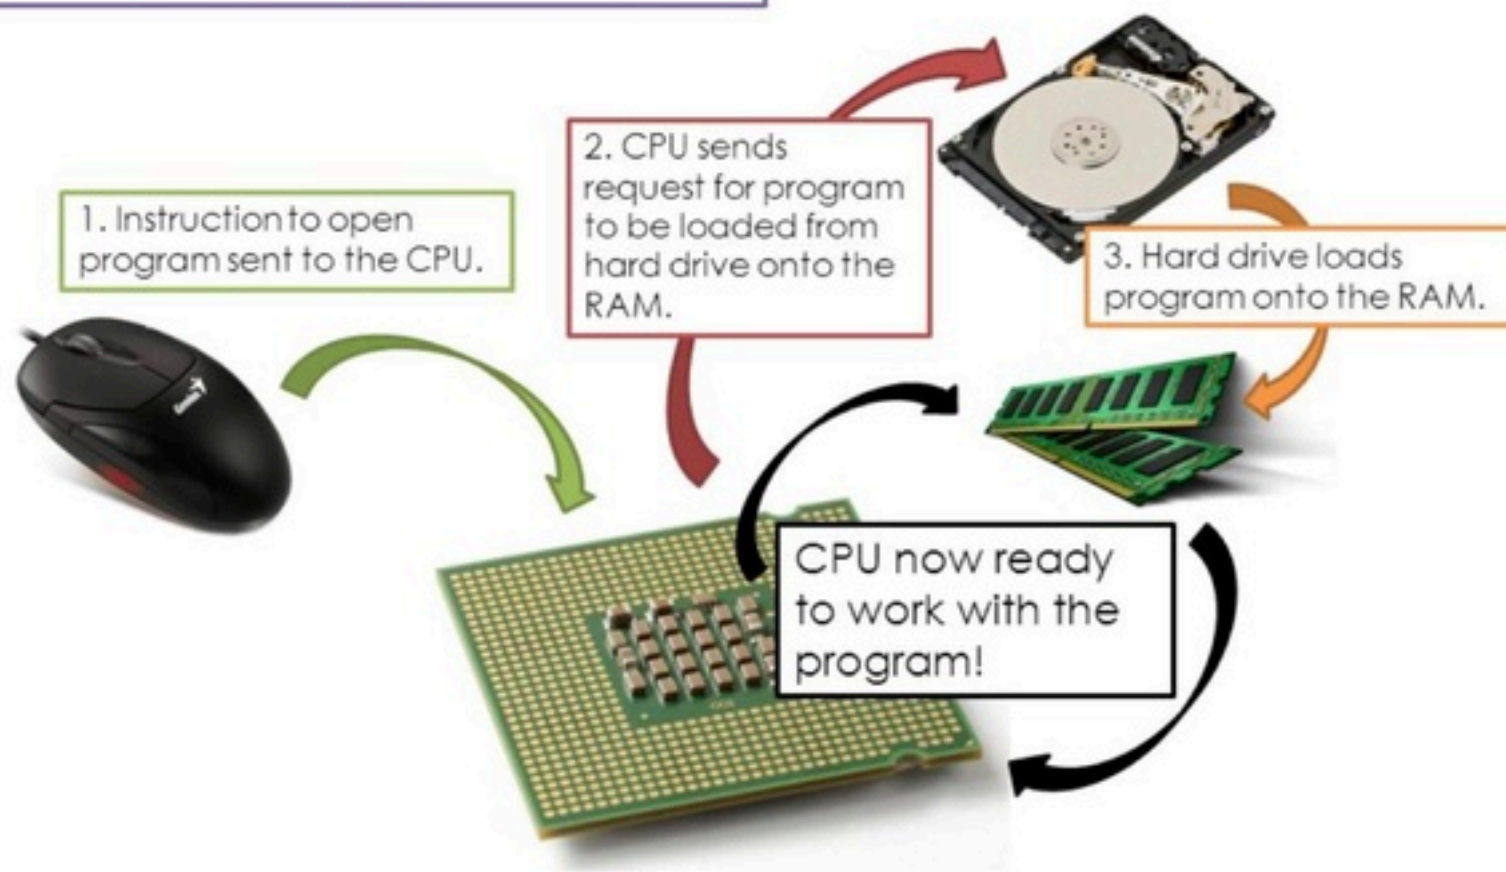 1. Instruction to open
program sent to the CPU.
2. CPU sends
request for program
to be loaded from
hard drive onto the
RAM.
3. Hard drive loads
program onto the RAM.
Genius
CPU now ready
to work with the
program!